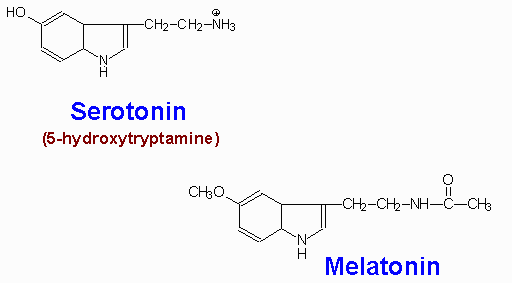 HO
CH2-CH2-NH3
⊕
N
H
Serotonin
(5-hydroxytryptamine)
O
CH3O
CH2-CH2-NH-C-CH3
N
H
Melatonin